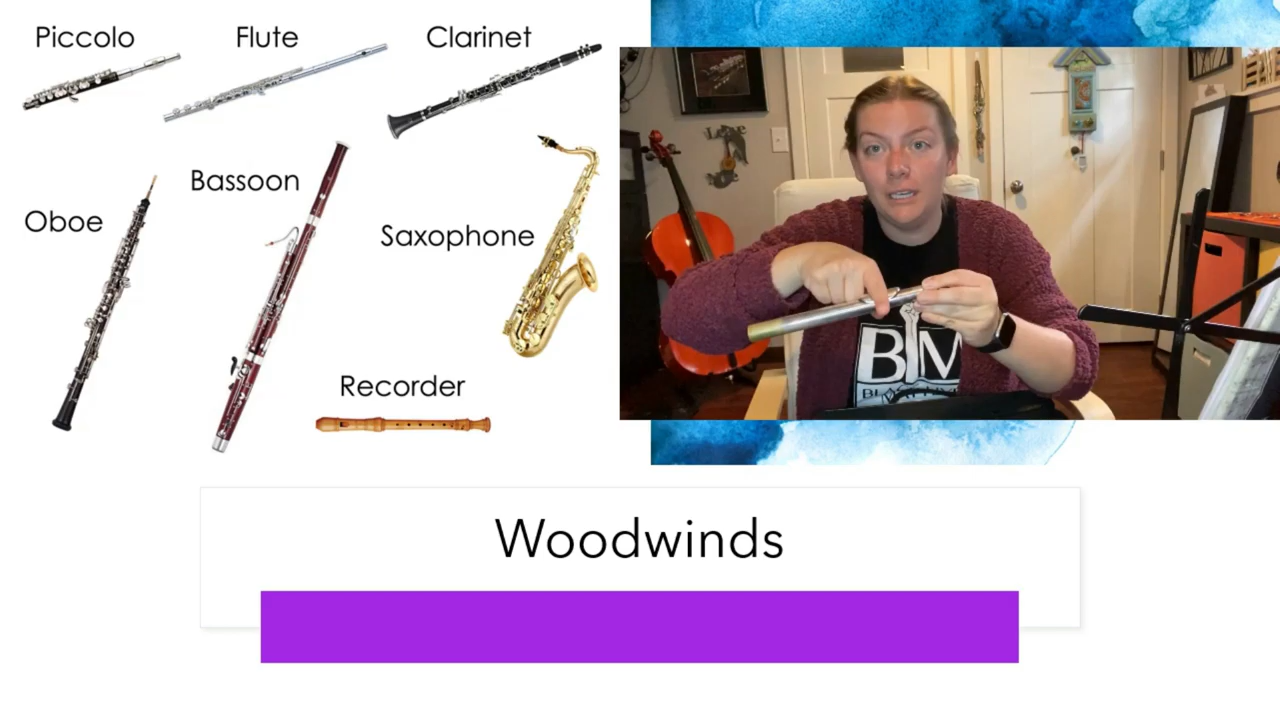 Piccolo
Flute
Clarinet
Bassoon
Oboe
Saxophone
Recorder
B M
Woodwinds